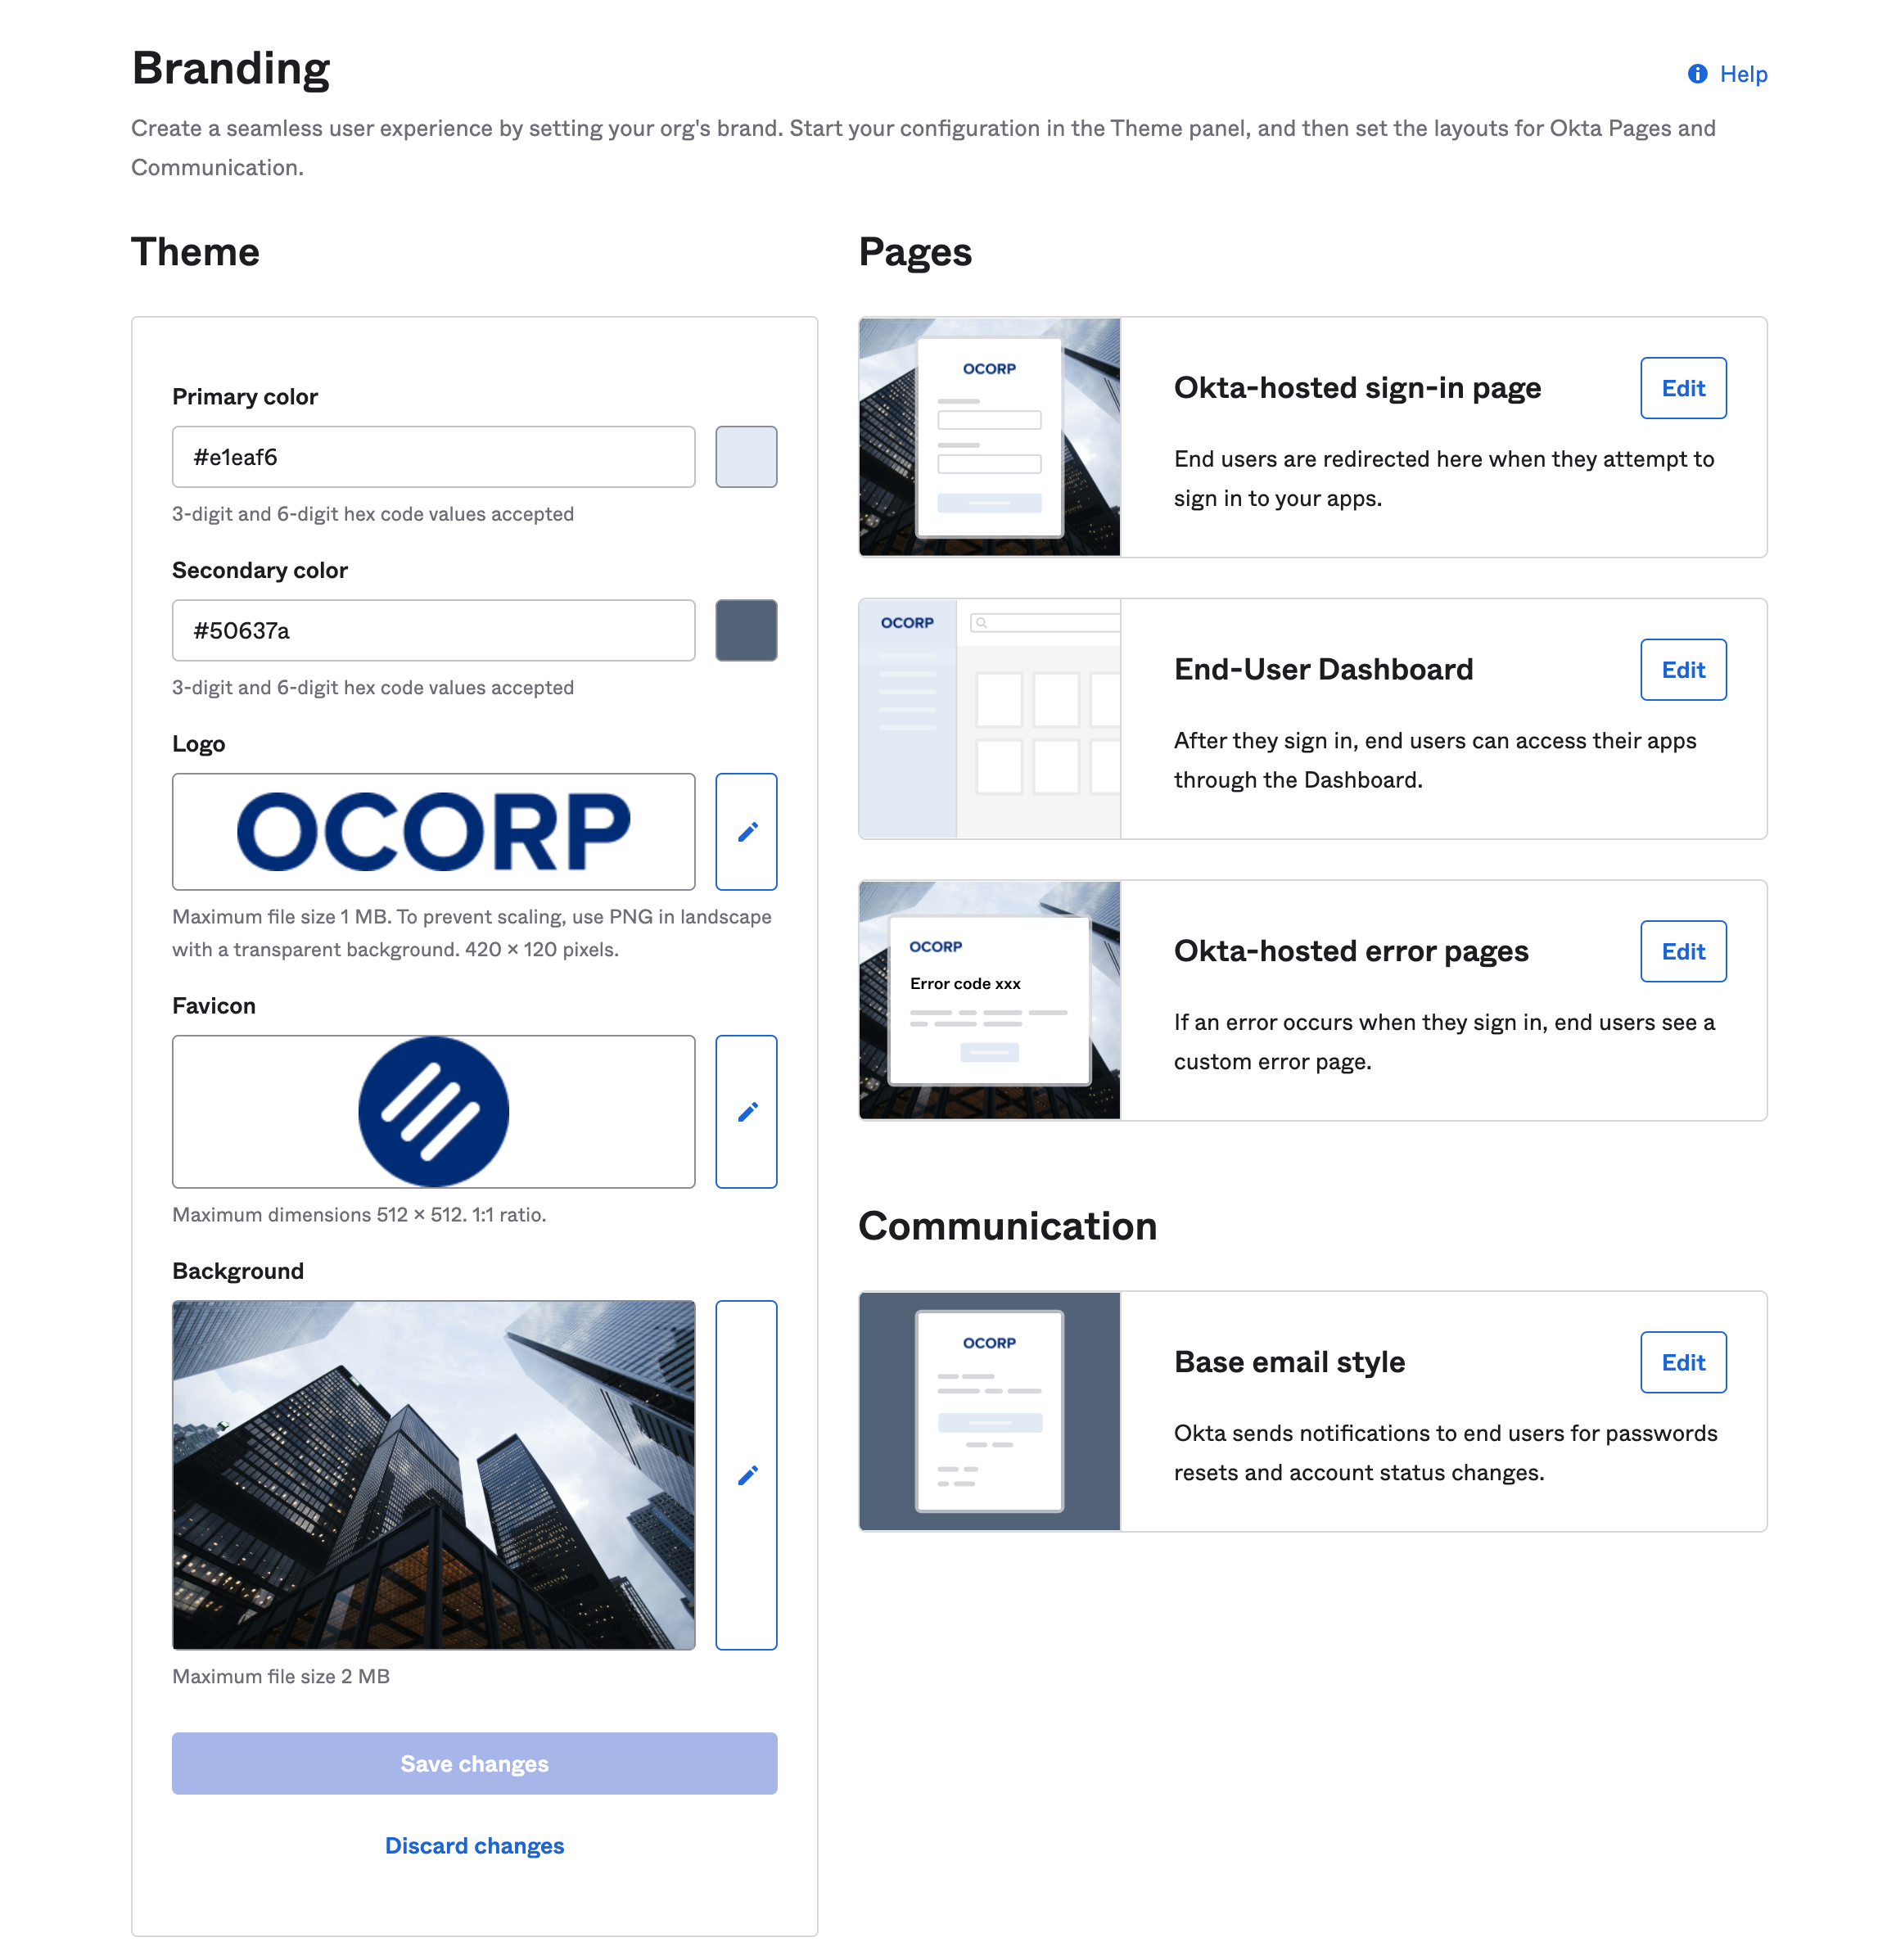 Branding
Help
Create a seamless user experience by setting your org's brand. Start your configuration in the Theme panel, and then set the layouts for Okta Pages and
Communication.
Theme
Primary color
#e1eaf6
3-digit and 6-digit hex code values accepted
Secondary color
#50637a
3-digit and 6-digit hex code values accepted
Logo
OCORP
Maximum file size 1 MB. To prevent scaling, use PNG in landscape
with a transparent background. 420 × 120 pixels.
Favicon
Maximum dimensions 512 × 512. 1:1 ratio.
Background
Maximum file size 2 MB
Save changes
Discard changes
Pages
OCORP
Okta-hosted sign-in page
Edit
End users are redirected here when they attempt to
sign in to your apps.
OCORP
End-User Dashboard
Edit
After they sign in, end users can access their apps
through the Dashboard.
OCORP
Error code xxx
Okta-hosted error pages
Edit
If an error occurs when they sign in, end users see a
custom error page.
Communication
OCORP
Base email style
Edit
Okta sends notifications to end users for passwords
resets and account status changes.